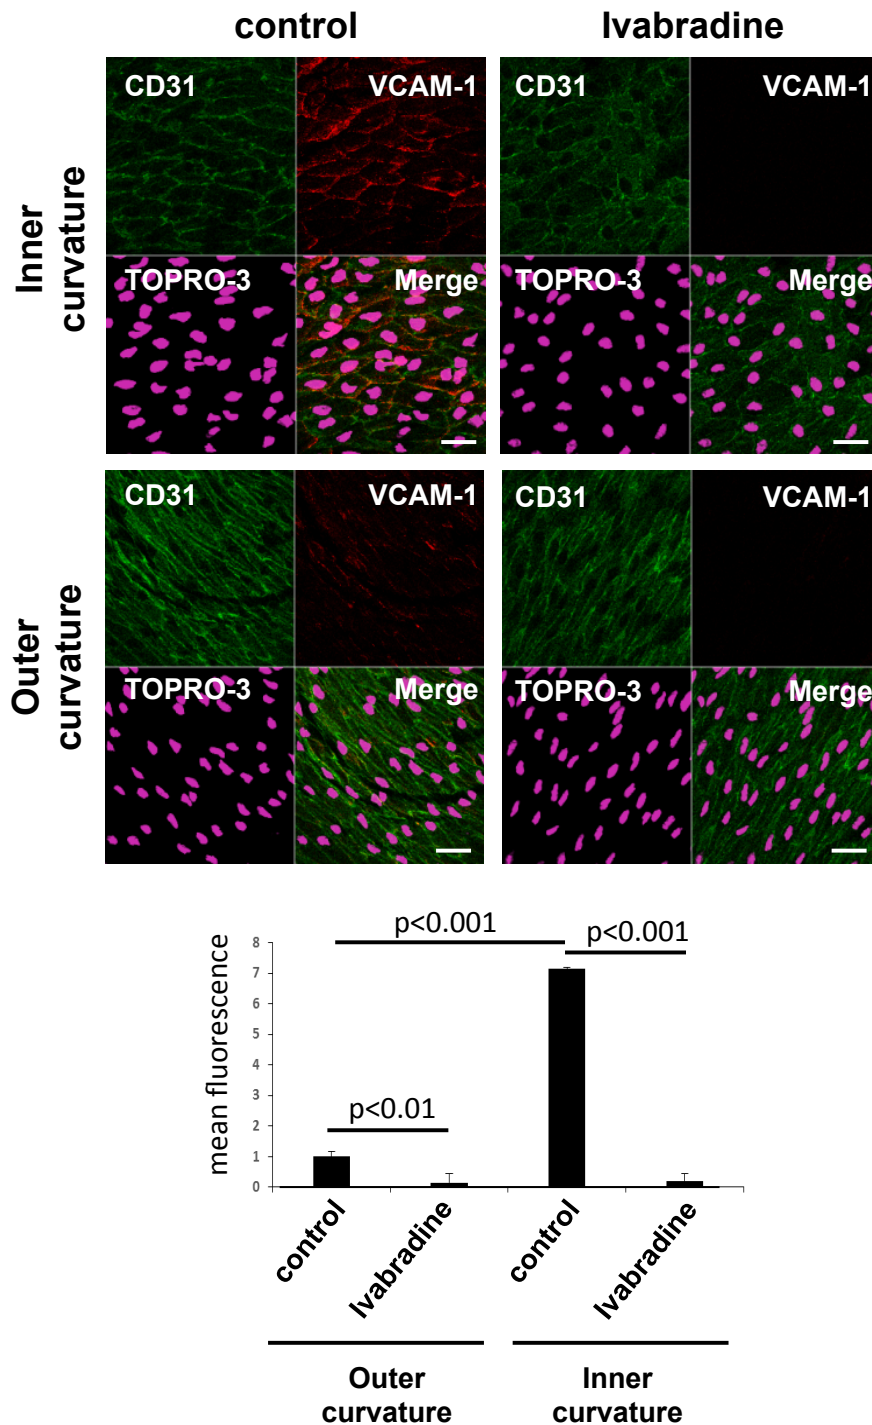 control
Ivabradine
Inner
curvature
CD31
VCAM-1
TOPRO-3
Merge
CD31
VCAM-1
TOPRO-3
Merge
Outer
curvature
CD31
VCAM-1
TOPRO-3
Merge
CD31
VCAM-1
TOPRO-3
Merge
mean fluorescence
8
7
6
5
4
3
2
1
0
p<0.001
p<0.001
p<0.01
control
Ivabradine
control
Ivabradine
Outer
curvature
Inner
curvature